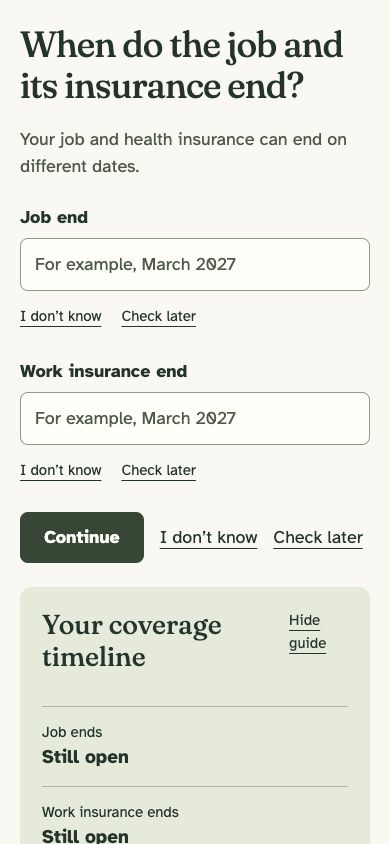 When do the job and
its insurance end?
Your job and health insurance can end on
different dates.
Job end
For example, March 2027
I don’t know Check later
Work insurance end
For example, March 2027
I don’t know Check later
Continue I don’t know Check later
Your coverage
timeline
Hide
guide
Job ends
Still open
Work insurance ends
Still open